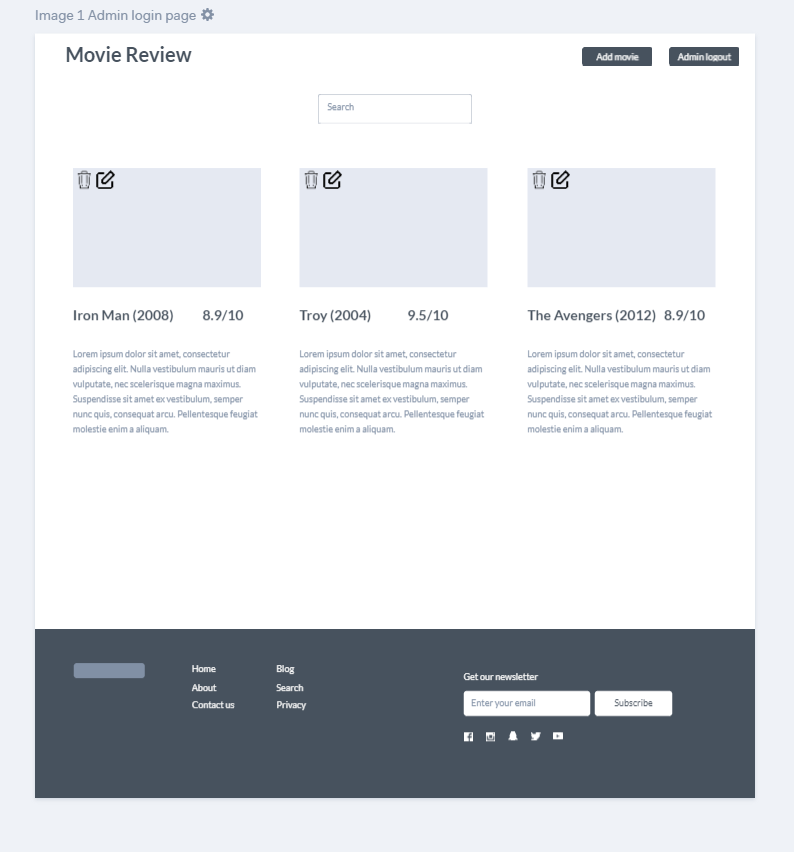 Image 1 Admin login page
Movie Review
Add movie
Admin logout
Search
Iron Man (2008) 8.9/10
Lorem ipsum dolor sit amet, consectetur
adipiscing elit. Nulla vestibulum mauris ut diam
vulputate, nec scelerisque magna maximus.
Suspendisse sit amet ex vestibulum, semper
nunc quis, consequat arcu. Pellentesque feugiat
molestie enim a aliquam.
Troy (2004) 9.5/10
Lorem ipsum dolor sit amet, consectetur
adipiscing elit. Nulla vestibulum mauris ut diam
vulputate, nec scelerisque magna maximus.
Suspendisse sit amet ex vestibulum, semper
nunc quis, consequat arcu. Pellentesque feugiat
molestie enim a aliquam.
The Avengers (2012) 8.9/10
Lorem ipsum dolor sit amet, consectetur
adipiscing elit. Nulla vestibulum mauris ut diam
vulputate, nec scelerisque magna maximus.
Suspendisse sit amet ex vestibulum, semper
nunc quis, consequat arcu. Pellentesque feugiat
molestie enim a aliquam.
Home
About
Contact us
Blog
Search
Privacy
Get our newsletter
Enter your email
Subscribe